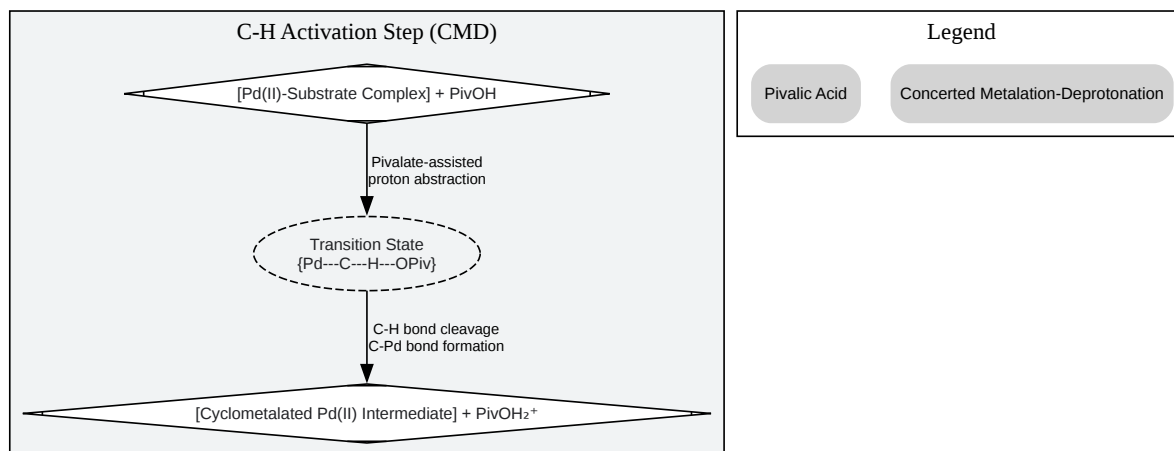 C-H Activation Step (CMD)
[Pd(II)-Substrate Complex] + PivOH
Pivalate-assisted
proton abstraction
Transition State
{Pd---C---H---OPiv}
C-H bond cleavage
C-Pd bond formation
[Cyclometalated Pd(II) Intermediate] + PivOH₂⁺
Legend
Pivalic Acid
Concerted Metalation-Deprotonation